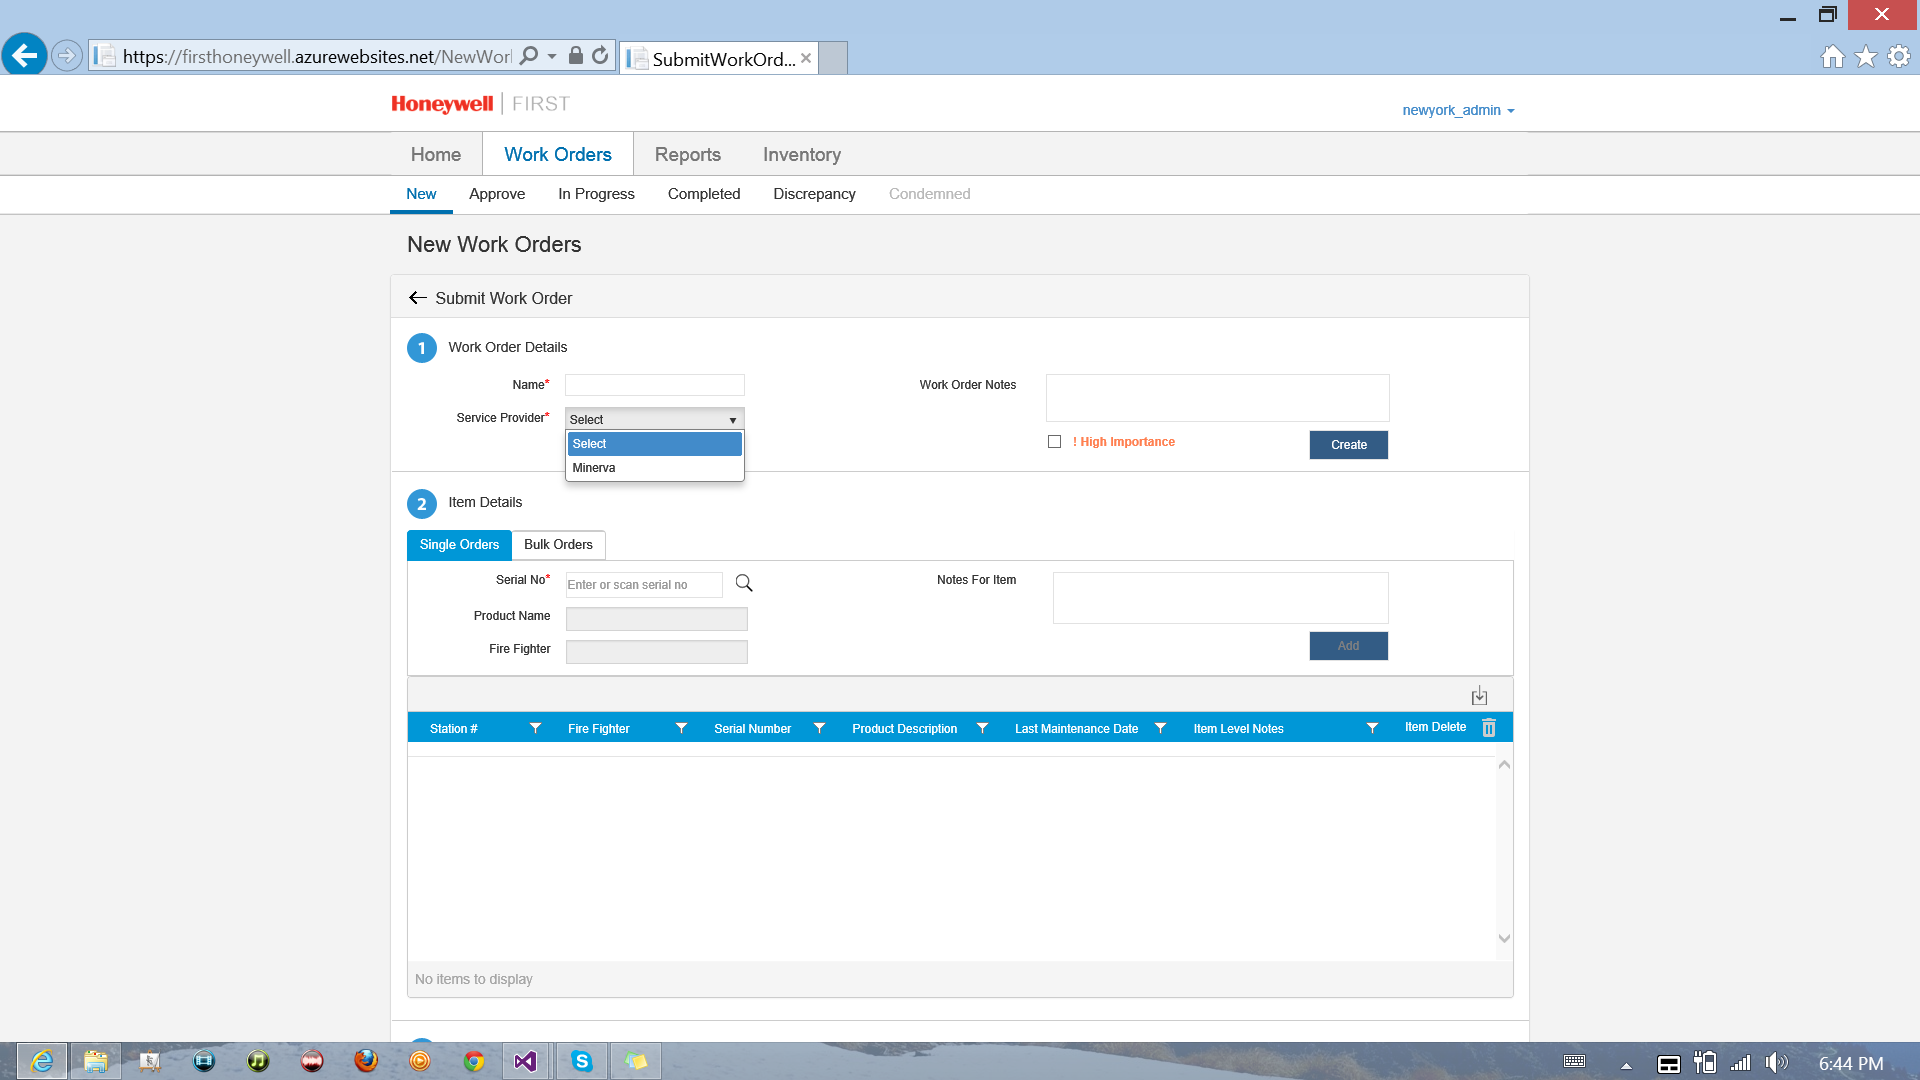 https://firsthoneywell.azurewebsites.net/NewWorl
SubmitWorkOrd...
Honeywell | FIRST
newyork_admin
Home Work Orders Reports Inventory
New Approve In Progress Completed Discrepancy Condemned
New Work Orders
Submit Work Order
1 Work Order Details
Name* Work Order Notes
Service Provider* Select
Select
! High Importance Create
Minerva
2 Item Details
Single Orders Bulk Orders
Serial No* Enter or scan serial no Notes For Item
Product Name
Fire Fighter Add
Station # Fire Fighter Serial Number Product Description Last Maintenance Date Item Level Notes Item Delete
No items to display
6:44 PM